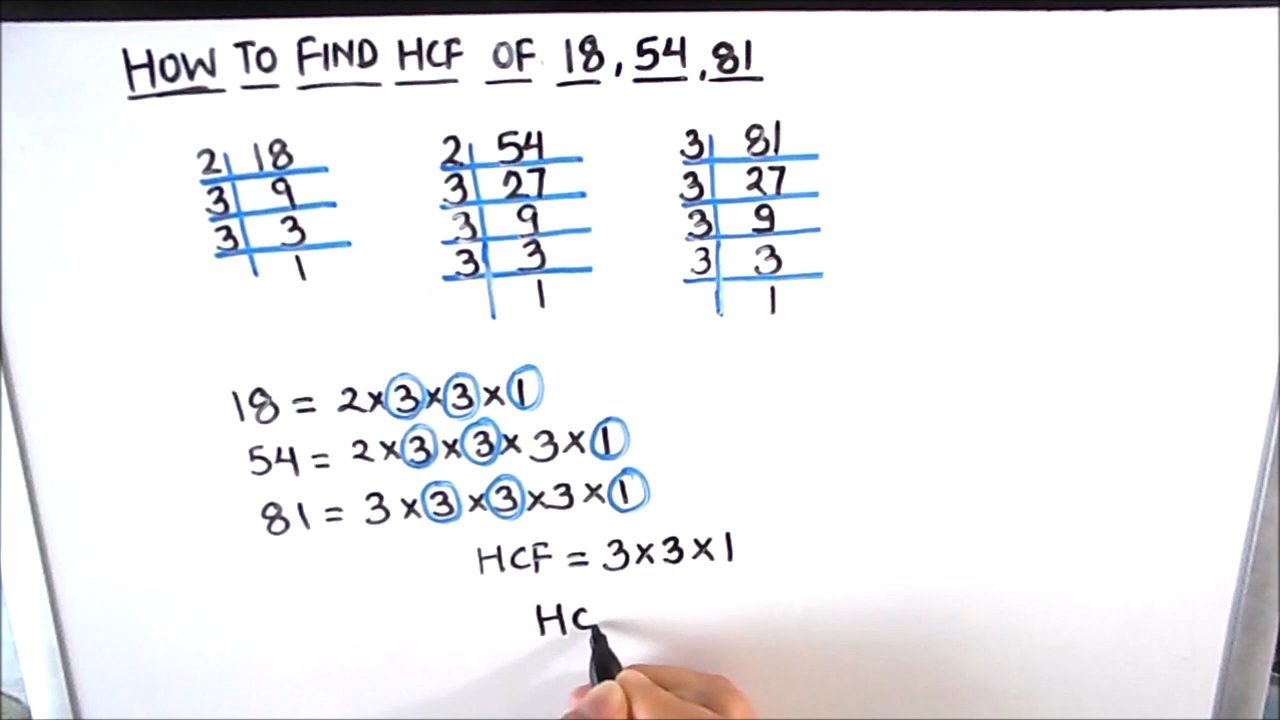 HOW TO FIND HCF OF 18, 54, 81
2 18
3 9
3 3
1
2 54
3 27
3 9
3 3
1
3 81
3 27
3 9
3 3
1
18 = 2 × 3 × 3 × 1
54 = 2 × 3 × 3 × 3 × 1
81 = 3 × 3 × 3 × 3 × 1
HCF = 3 × 3 × 1
HC